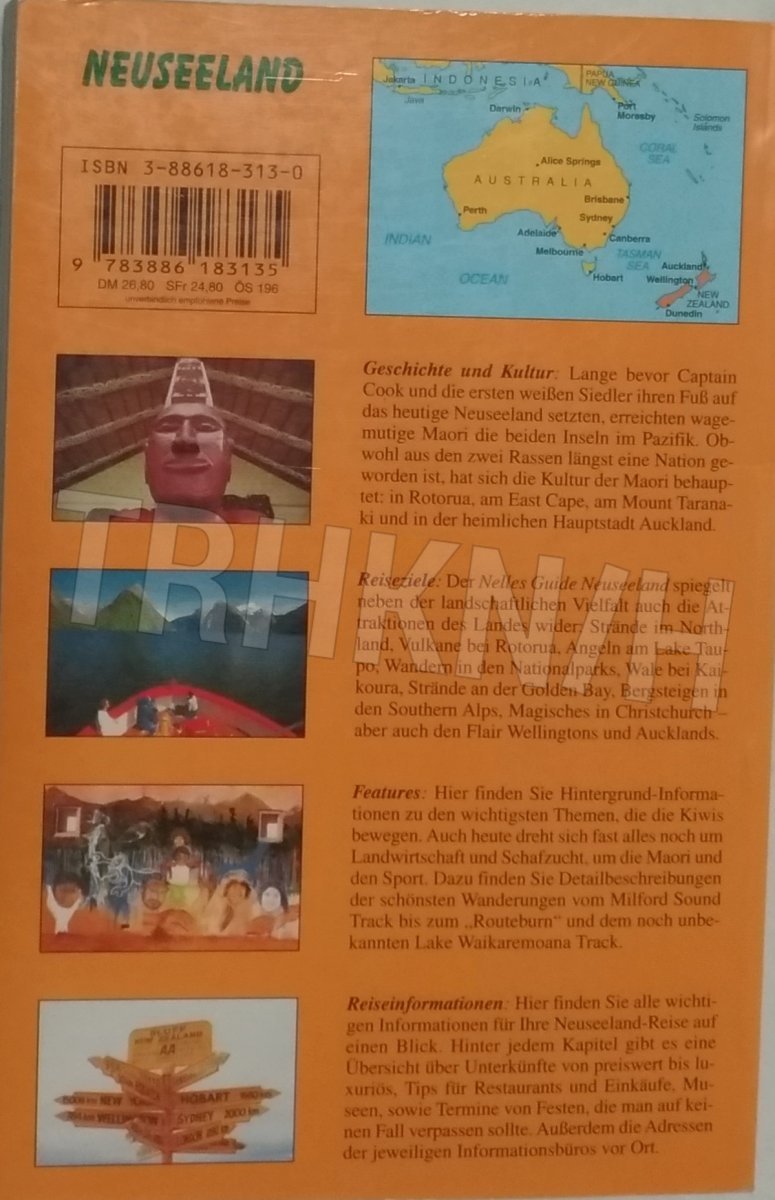 NEUSEELAND
ISBN 3-88618-313-0
9 783886 183135
DM 26,80 SFr 24,80 ÖS 196
unverbindlich empfohlene Preise
Jakarta
INDONESIA
PAPUA
NEW GUINEA
Java
Darwin
Port
Moresby
Solomon
Islands
CORAL
SEA
Alice Springs
AUSTRALIA
Brisbane
Perth
Sydney
Adelaide
Canberra
INDIAN
Melbourne
TASMAN
SEA
Auckland
OCEAN
Hobart
Wellington
NEW
ZEALAND
Dunedin
Geschichte und Kultur: Lange bevor Captain
Cook und die ersten weißen Siedler ihren Fuß auf
das heutige Neuseeland setzten, erreichten wage-
mutige Maori die beiden Inseln im Pazifik. Ob-
wohl aus den zwei Rassen längst eine Nation ge-
worden ist, hat sich die Kultur der Maori behaup-
tet: in Rotorua, am East Cape, am Mount Tarana-
ki und in der heimlichen Hauptstadt Auckland.
TRHKN/H
Reiseziele: Der Nelles Guide Neuseeland spiegelt
neben der landschaftlichen Vielfalt auch die At-
traktionen des Landes wider: Strände im North-
land, Vulkane bei Rotorua, Angeln am Lake Tau-
po, Wandern in den Nationalparks, Wale bei Kai-
koura, Strände an der Golden Bay, Bergsteigen in
den Southern Alps, Magisches in Christchurch –
aber auch den Flair Wellingtons und Aucklands.
Features: Hier finden Sie Hintergrund-Informa-
tionen zu den wichtigsten Themen, die die Kiwis
bewegen. Auch heute dreht sich fast alles noch um
Landwirtschaft und Schafzucht, um die Maori und
den Sport. Dazu finden Sie Detailbeschreibungen
der schönsten Wanderungen vom Milford Sound
Track bis zum „Routeburn“ und dem noch unbe-
kannten Lake Waikaremoana Track.
BLUFF
NEW ZEALAND
AA
NEW
HOBART
WELLINGTON
SYDNEY 2000 km
Reiseinformationen: Hier finden Sie alle wichti-
gen Informationen für Ihre Neuseeland-Reise auf
einen Blick. Hinter jedem Kapitel gibt es eine
Übersicht über Unterkünfte von preiswert bis lu-
xuriös, Tips für Restaurants und Einkäufe, Mu-
seen, sowie Termine von Festen, die man auf kei-
nen Fall verpassen sollte. Außerdem die Adressen
der jeweiligen Informationsbüros vor Ort.